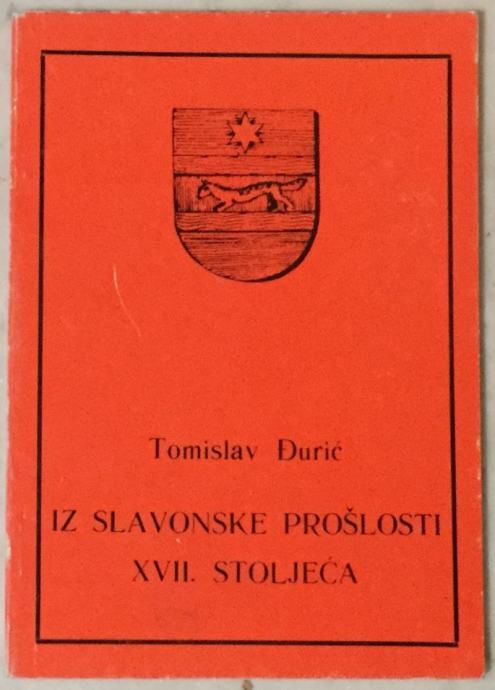 Tomislav Đurić
IZ SLAVONSKE PROŠLOSTI
XVII. STOLJEĆA